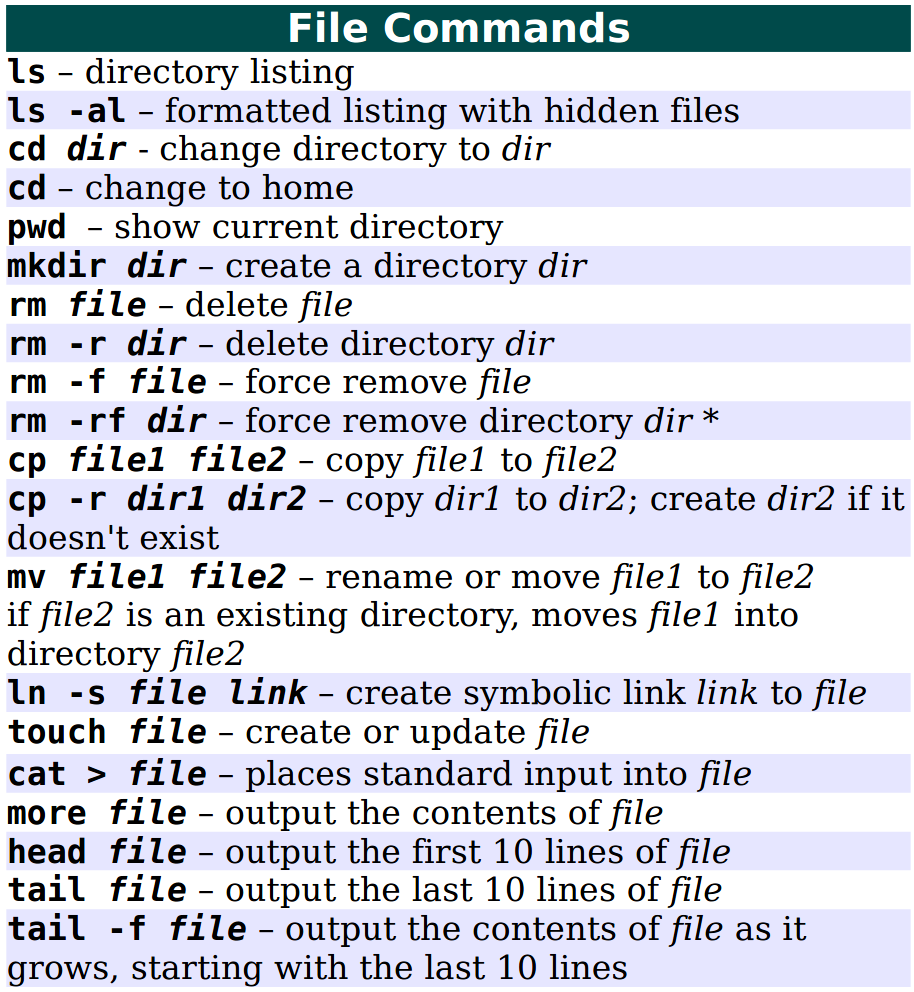 File Commands
ls – directory listing
ls -al – formatted listing with hidden files
cd dir - change directory to dir
cd – change to home
pwd – show current directory
mkdir dir – create a directory dir
rm file – delete file
rm -r dir – delete directory dir
rm -f file – force remove file
rm -rf dir – force remove directory dir *
cp file1 file2 – copy file1 to file2
cp -r dir1 dir2 – copy dir1 to dir2; create dir2 if it
doesn't exist
mv file1 file2 – rename or move file1 to file2
if file2 is an existing directory, moves file1 into
directory file2
ln -s file link – create symbolic link link to file
touch file – create or update file
cat > file – places standard input into file
more file – output the contents of file
head file – output the first 10 lines of file
tail file – output the last 10 lines of file
tail -f file – output the contents of file as it
grows, starting with the last 10 lines